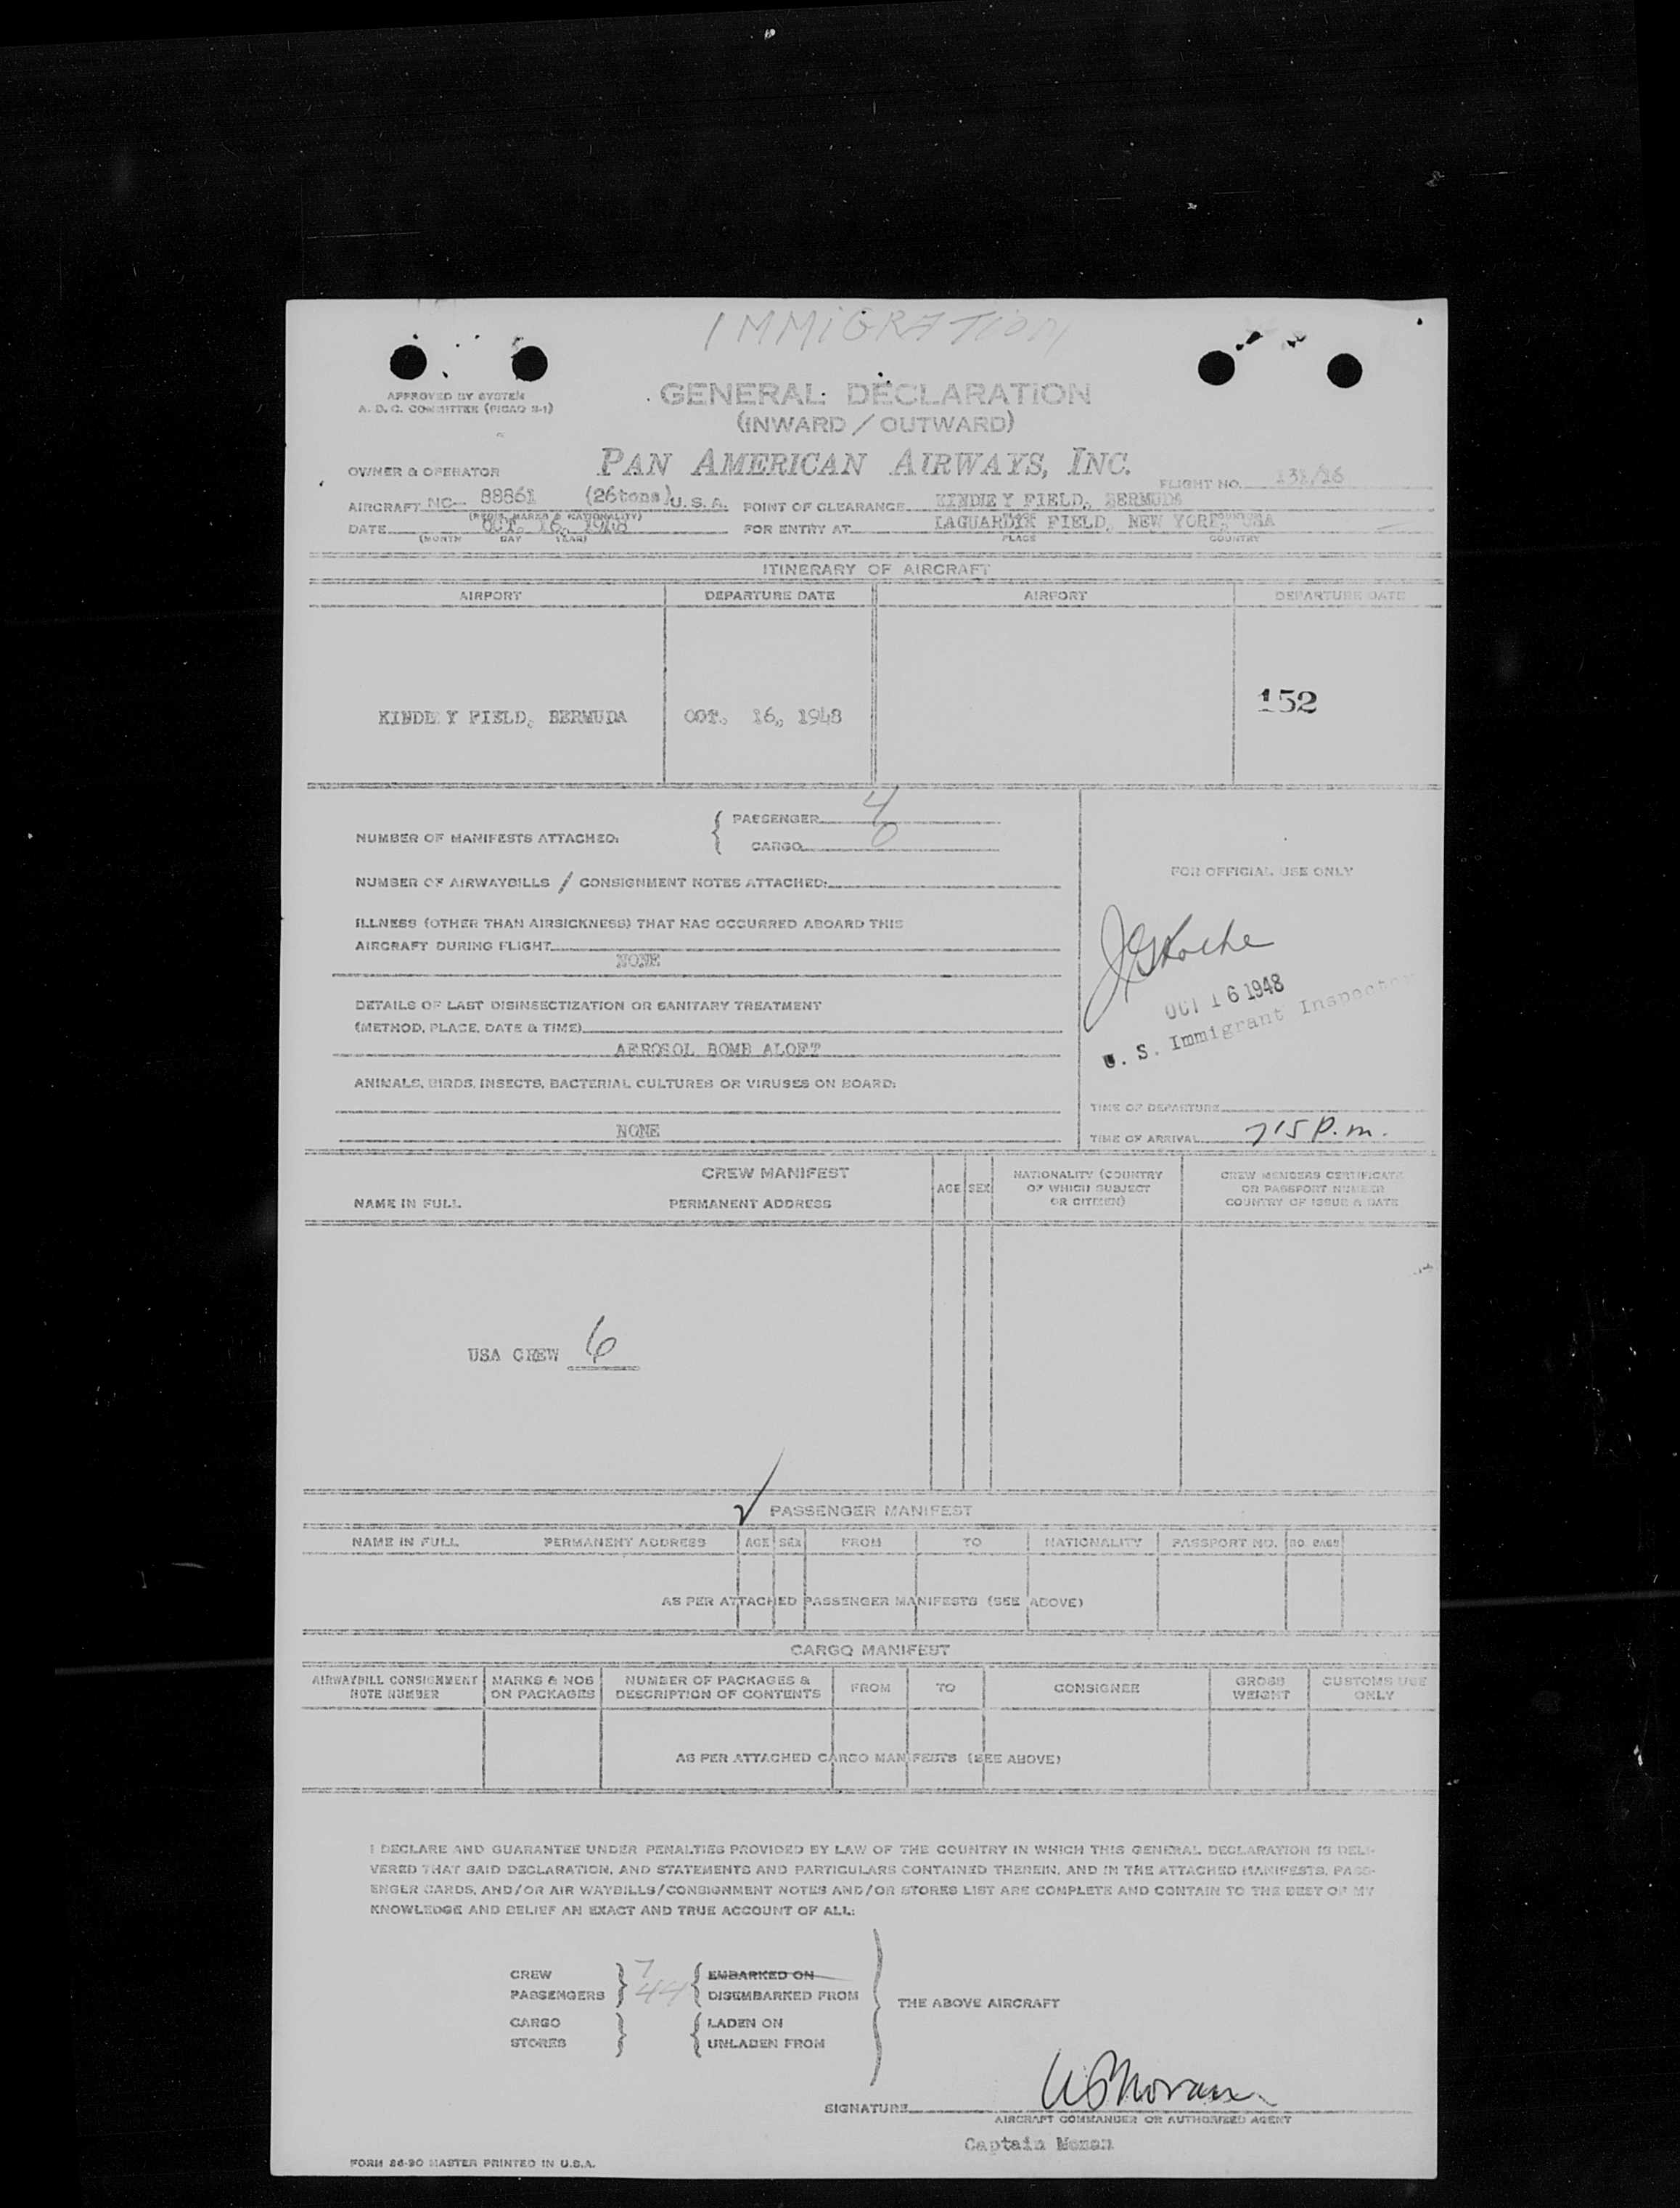 IMMIGRATION
APPROVED BY SYSTEM
A. D. C. COMMITTEE (PICAO S-1)
GENERAL DECLARATION
(INWARD / OUTWARD)
OWNER & OPERATOR PAN AMERICAN AIRWAYS, INC.
FLIGHT NO. 131/16
AIRCRAFT NC- 88861 (26tons) U. S. A. POINT OF CLEARANCE KINDLEY FIELD, BERMUDA
(REGIS. MARKS & NATIONALITY)
DATE OCT. 16, 1948 FOR ENTRY AT LAGUARDIA FIELD, NEW YORK, USA
(MONTH DAY YEAR) PLACE COUNTRY
ITINERARY OF AIRCRAFT
AIRPORT DEPARTURE DATE AIRPORT DEPARTURE DATE
152
KINDLEY FIELD, BERMUDA OCT. 16, 1948
NUMBER OF MANIFESTS ATTACHED: { PASSENGER 4
CARGO 0
NUMBER OF AIRWAYBILLS / CONSIGNMENT NOTES ATTACHED:
FOR OFFICIAL USE ONLY
ILLNESS (OTHER THAN AIRSICKNESS) THAT HAS OCCURRED ABOARD THIS
AIRCRAFT DURING FLIGHT
NONE
OCT 16 1948
U. S. Immigrant Inspector
DETAILS OF LAST DISINSECTIZATION OR SANITARY TREATMENT
(METHOD, PLACE, DATE & TIME)
AEROSOL BOMB ALOFT
ANIMALS, BIRDS, INSECTS, BACTERIAL CULTURES OR VIRUSES ON BOARD:
NONE
TIME OF DEPARTURE
TIME OF ARRIVAL 715 P.m.
CREW MANIFEST
NAME IN FULL PERMANENT ADDRESS AGE SEX NATIONALITY (COUNTRY OF WHICH SUBJECT OR CITIZEN) CREW MEMBERS CERTIFICATE OR PASSPORT NUMBER COUNTRY OF ISSUE & DATE
USA CREW 6
PASSENGER MANIFEST
NAME IN FULL PERMANENT ADDRESS AGE SEX FROM TO NATIONALITY PASSPORT NO. NO. BAGS
AS PER ATTACHED PASSENGER MANIFESTS (SEE ABOVE)
CARGO MANIFEST
AIRWAYBILL CONSIGNMENT NOTE NUMBER MARKS & NOS ON PACKAGES NUMBER OF PACKAGES & DESCRIPTION OF CONTENTS FROM TO CONSIGNEE GROSS WEIGHT CUSTOMS USE ONLY
AS PER ATTACHED CARGO MANIFESTS (SEE ABOVE)
I DECLARE AND GUARANTEE UNDER PENALTIES PROVIDED BY LAW OF THE COUNTRY IN WHICH THIS GENERAL DECLARATION IS DELI-
VERED THAT SAID DECLARATION, AND STATEMENTS AND PARTICULARS CONTAINED THEREIN, AND IN THE ATTACHED MANIFESTS, PASS-
ENGER CARDS, AND/OR AIR WAYBILLS/CONSIGNMENT NOTES AND/OR STORES LIST ARE COMPLETE AND CONTAIN TO THE BEST OF MY
KNOWLEDGE AND BELIEF AN EXACT AND TRUE ACCOUNT OF ALL:
CREW } 7 { EMBARKED ON
PASSENGERS 44 DISEMBARKED FROM
THE ABOVE AIRCRAFT
CARGO } { LADEN ON
STORES UNLADEN FROM
SIGNATURE
AIRCRAFT COMMANDER OR AUTHORIZED AGENT
Captain
FORM 86-90 MASTER PRINTED IN U.S.A.